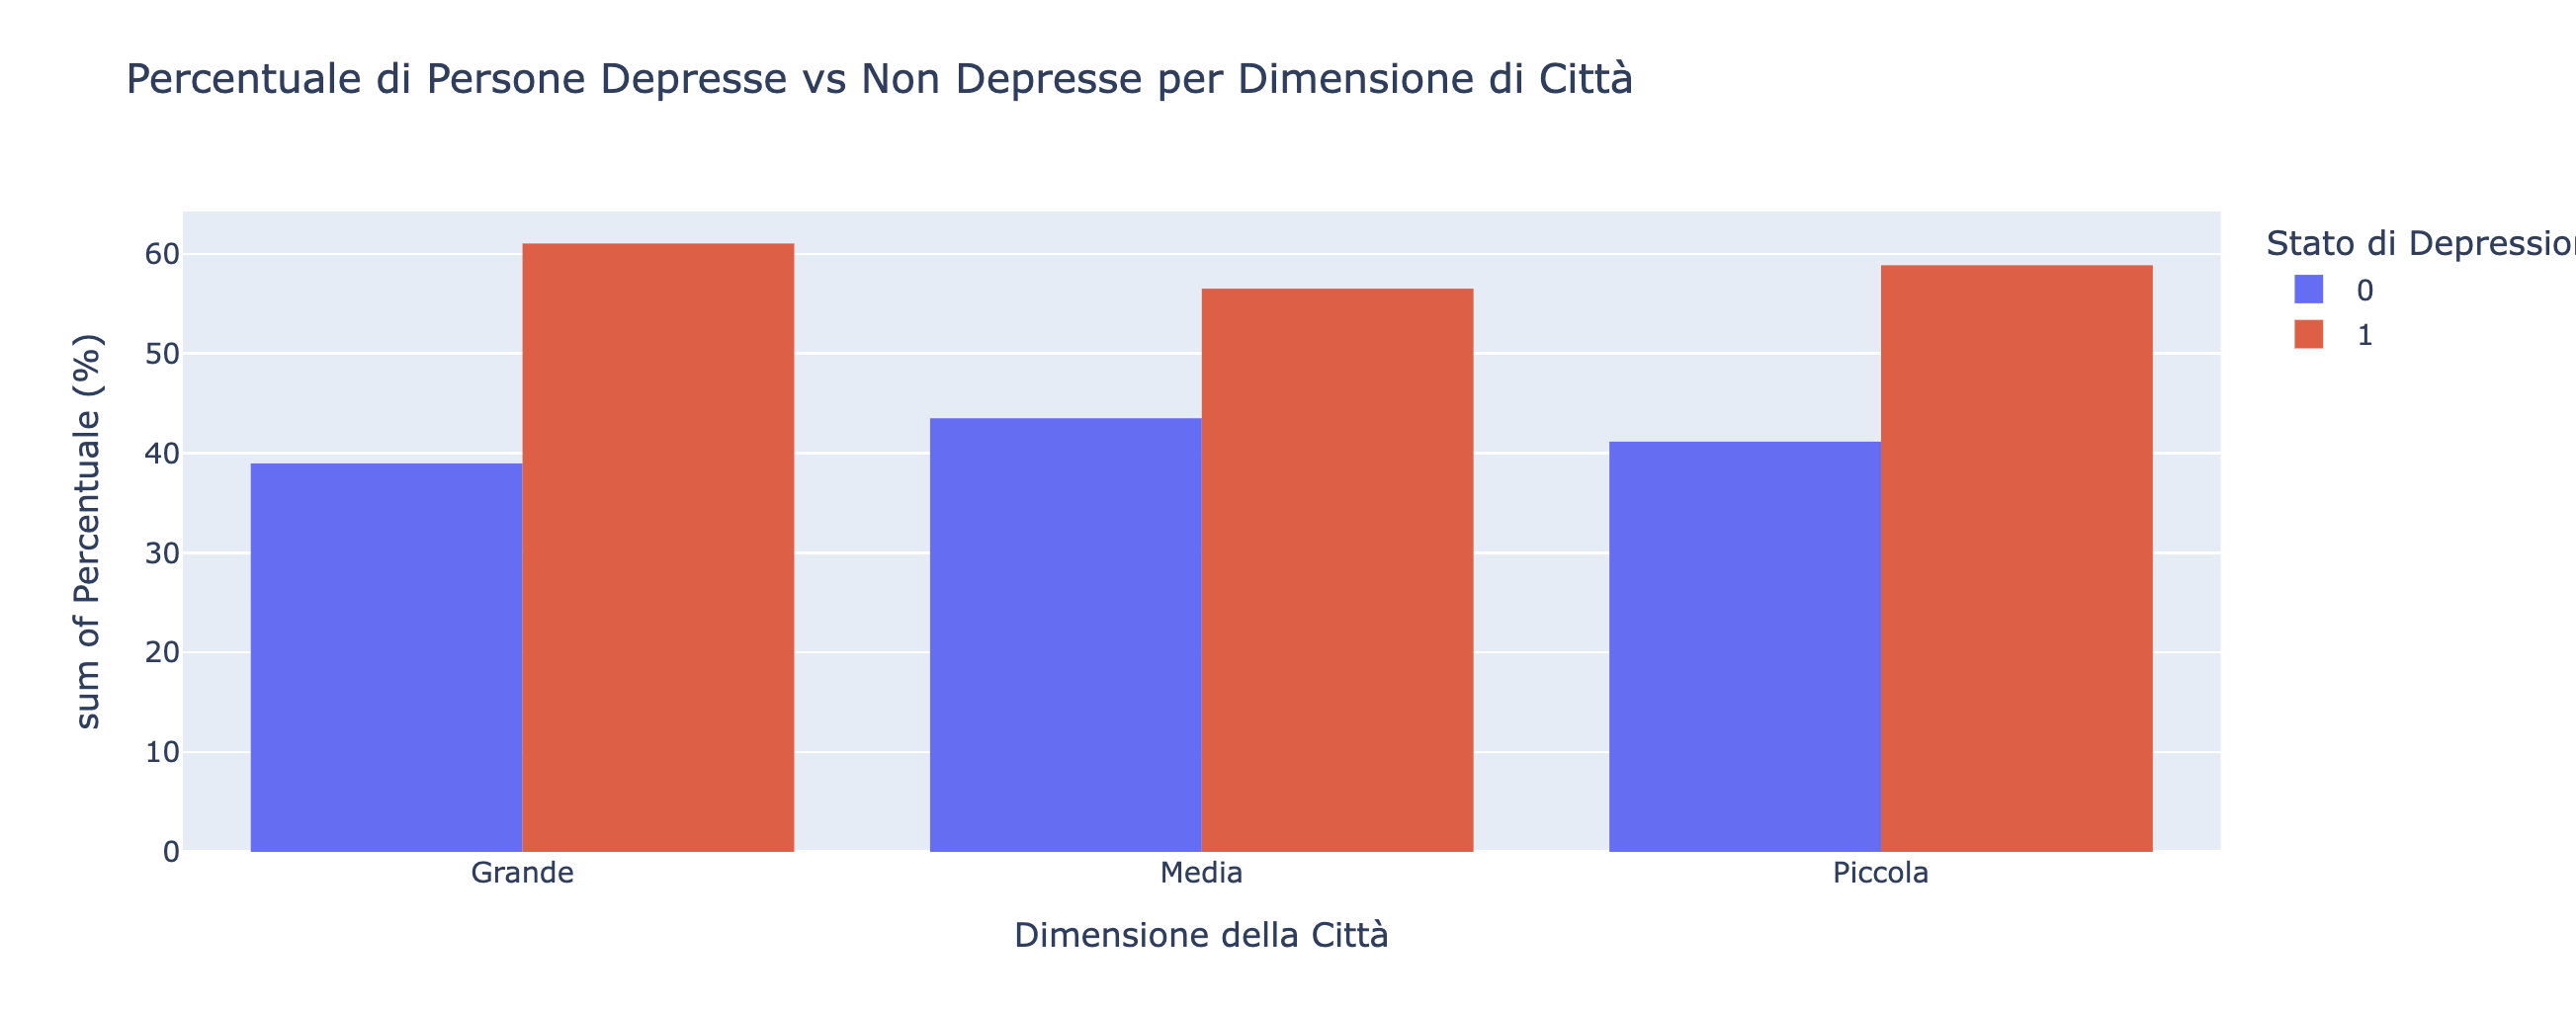 Percentuale di Persone Depresse vs Non Depresse per Dimensione di Città
sum of Percentuale (%)
60
50
40
30
20
10
0
Grande
Media
Piccola
Dimensione della Città
Stato di
0
1